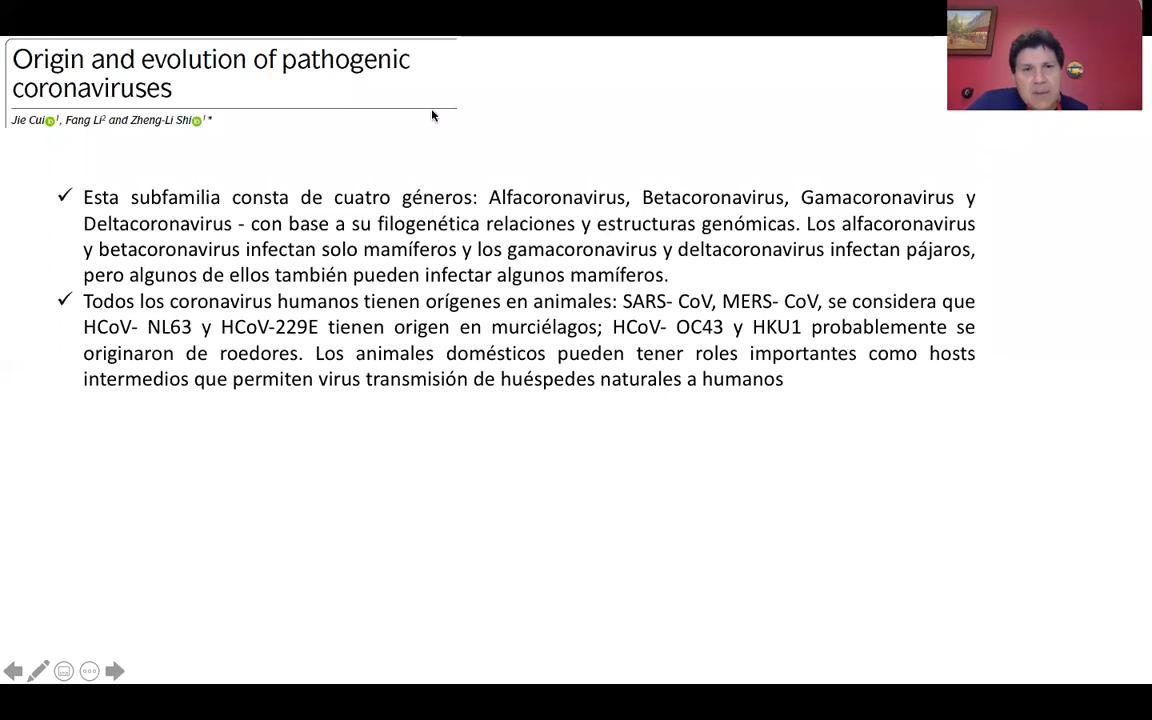 Origin and evolution of pathogenic
coronaviruses
Jie Cui 1, Fang Li2 and Zheng-Li Shi 1*
✓ Esta subfamilia consta de cuatro géneros: Alfacoronavirus, Betacoronavirus, Gamacoronavirus y
Deltacoronavirus - con base a su filogenética relaciones y estructuras genómicas. Los alfacoronavirus
y betacoronavirus infectan solo mamíferos y los gamacoronavirus y deltacoronavirus infectan pájaros,
pero algunos de ellos también pueden infectar algunos mamíferos.
✓ Todos los coronavirus humanos tienen orígenes en animales: SARS- CoV, MERS- CoV, se considera que
HCoV- NL63 y HCoV-229E tienen origen en murciélagos; HCoV- OC43 y HKU1 probablemente se
originaron de roedores. Los animales domésticos pueden tener roles importantes como hosts
intermedios que permiten virus transmisión de huéspedes naturales a humanos